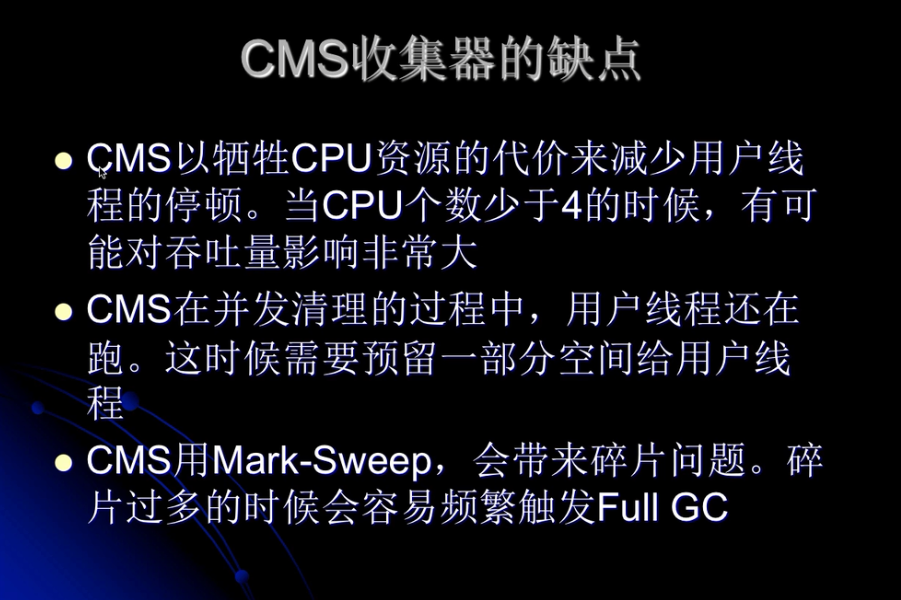 CMS收集器的缺点
CMS以牺牲CPU资源的代价来减少用户线
程的停顿。当CPU个数少于4的时候，有可
能对吞吐量影响非常大
CMS在并发清理的过程中，用户线程还在
跑。这时候需要预留一部分空间给用户线
程
CMS用Mark-Sweep，会带来碎片问题。碎
片过多的时候会容易频繁触发Full GC